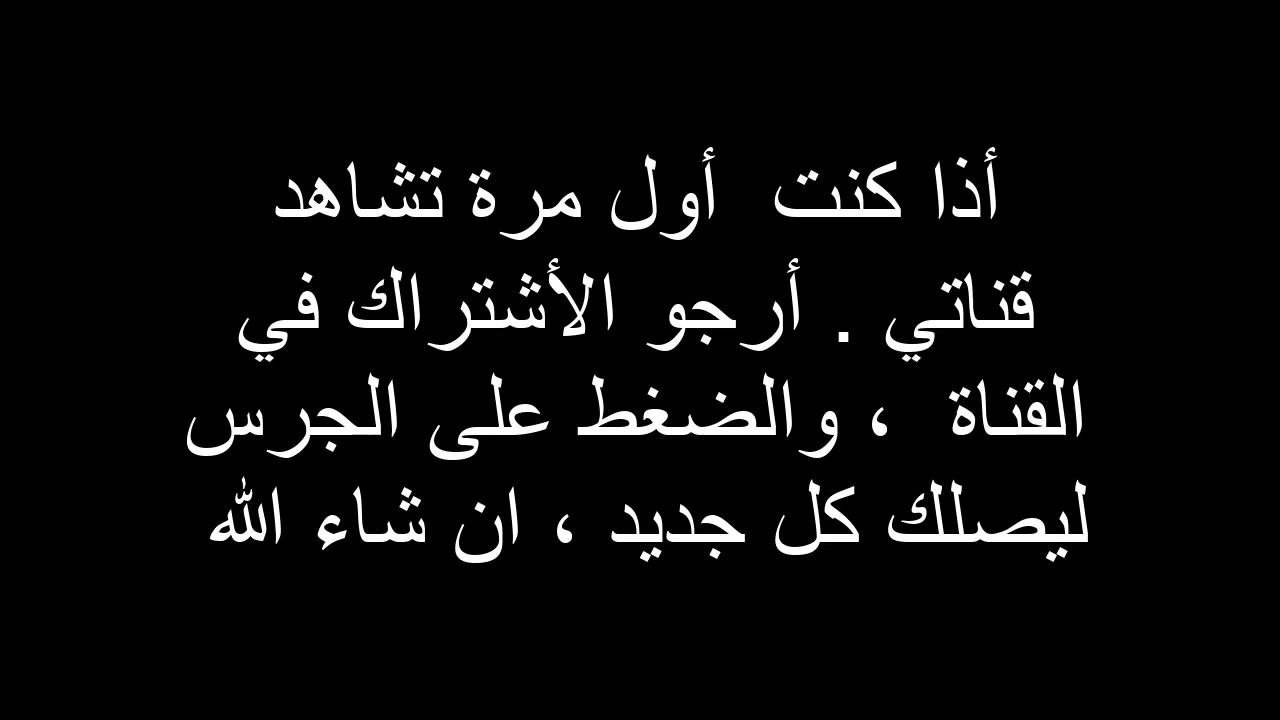 أذا كنت أول مرة تشاهد
قناتي . أرجو الأشتراك في
القناة ، والضغط على الجرس
ليصلك كل جديد ، ان شاء الله